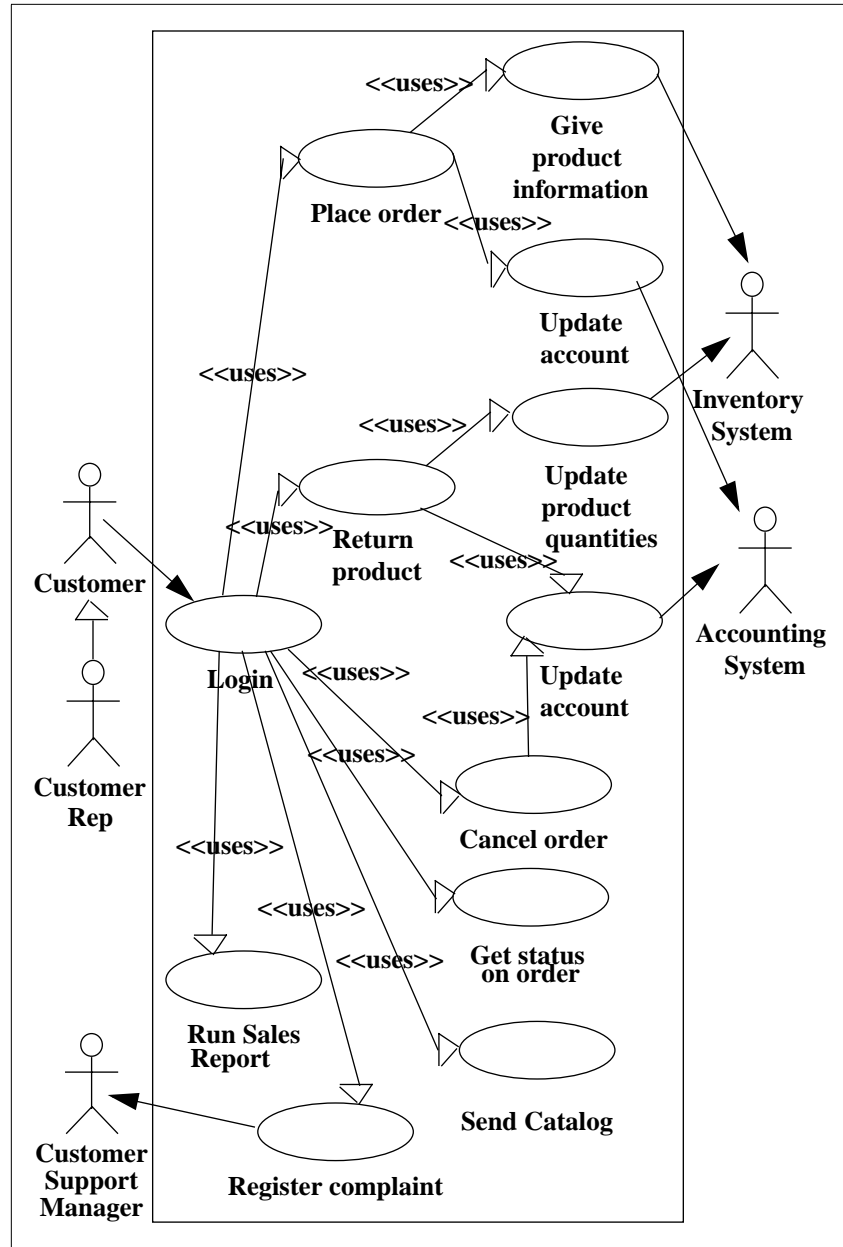 <<uses>>
Give
product
information
Place order
<<uses>>
Update
account
<<uses>>
Inventory
System
<<uses>>
Update
product
quantities
<<uses>>
Return
product
<<uses>>
Customer
Accounting
System
Login
<<uses>>
Update
account
<<uses>>
<<uses>>
Customer
Rep
Cancel order
<<uses>>
<<uses>>
Get status
on order
<<uses>>
Run Sales
Report
Send Catalog
Customer
Support
Manager
Register complaint